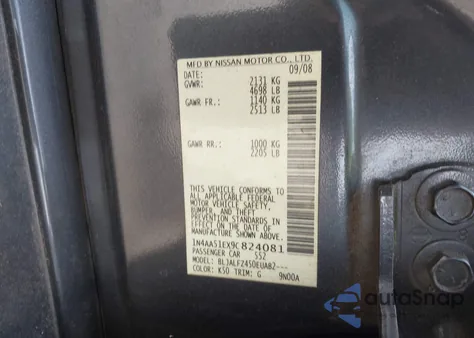 MFD BY NISSAN MOTOR CO., LTD.
DATE: 09/08
GVWR: 2131 KG
4698 LB
GAWR FR.: 1140 KG
2513 LB
GAWR RR.: 1000 KG
2205 LB
THIS VEHICLE CONFORMS TO
ALL APPLICABLE FEDERAL
MOTOR VEHICLE SAFETY,
BUMPER, AND THEFT
PREVENTION STANDARDS
IN EFFECT ON THE DATE OF
MANUFACTURE SHOWN ABOVE.
1N4AA51EX9C824081
PASSENGER CAR 552
MODEL: BLJALFZ450EUAB2---
COLOR: K50 TRIM: G 9N00A
autoSnap